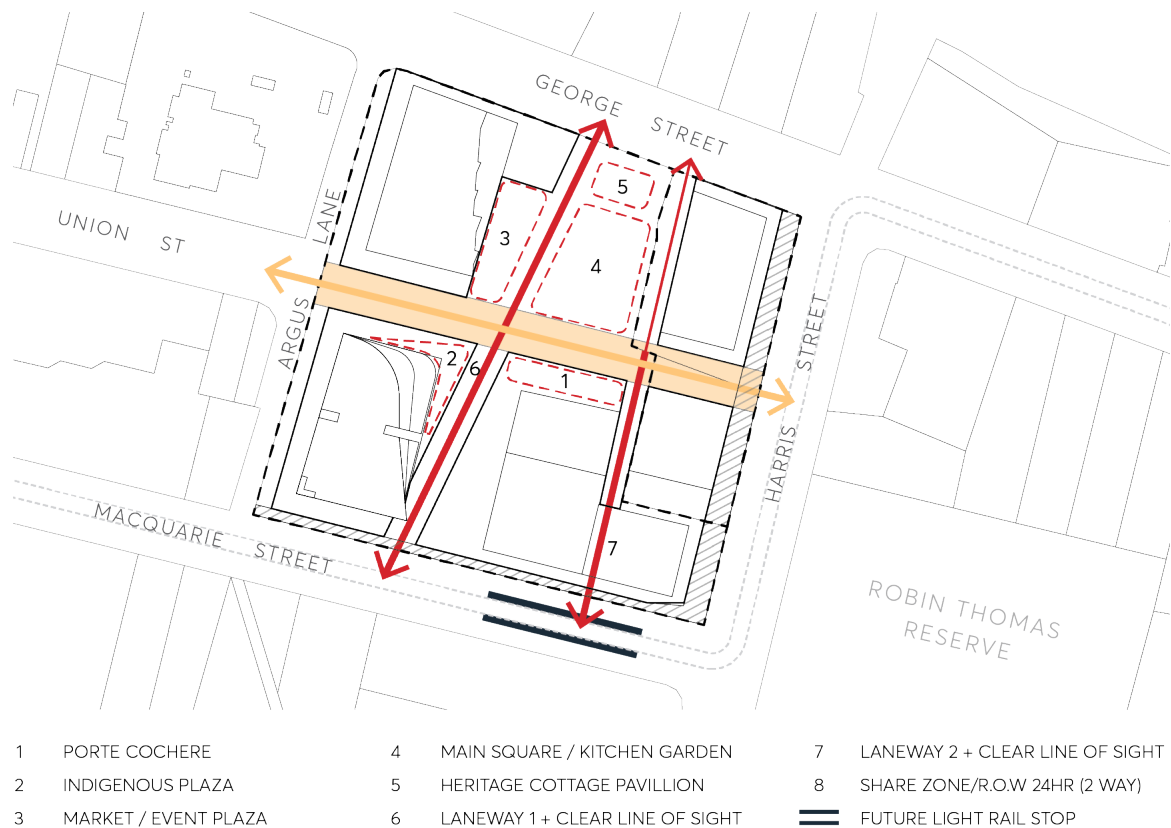 GEORGE STREET
5
LANE
UNION ST
3
4
ARGUS
STREET
2
6
1
HARRIS
MACQUARIE STREET
7
ROBIN THOMAS
RESERVE
1 PORTE COCHERE
2 INDIGENOUS PLAZA
3 MARKET / EVENT PLAZA
4 MAIN SQUARE / KITCHEN GARDEN
5 HERITAGE COTTAGE PAVILLION
6 LANEWAY 1 + CLEAR LINE OF SIGHT
7 LANEWAY 2 + CLEAR LINE OF SIGHT
8 SHARE ZONE/R.O.W 24HR (2 WAY)
FUTURE LIGHT RAIL STOP